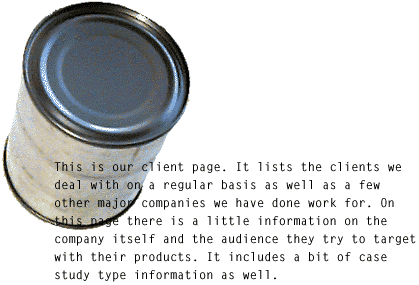 This is our client page. It lists the clients we
deal with on a regular basis as well as a few
other major companies we have done work for. On
this page there is a little information on the
company itself and the audience they try to target
with their products. It includes a bit of case
study type information as well.